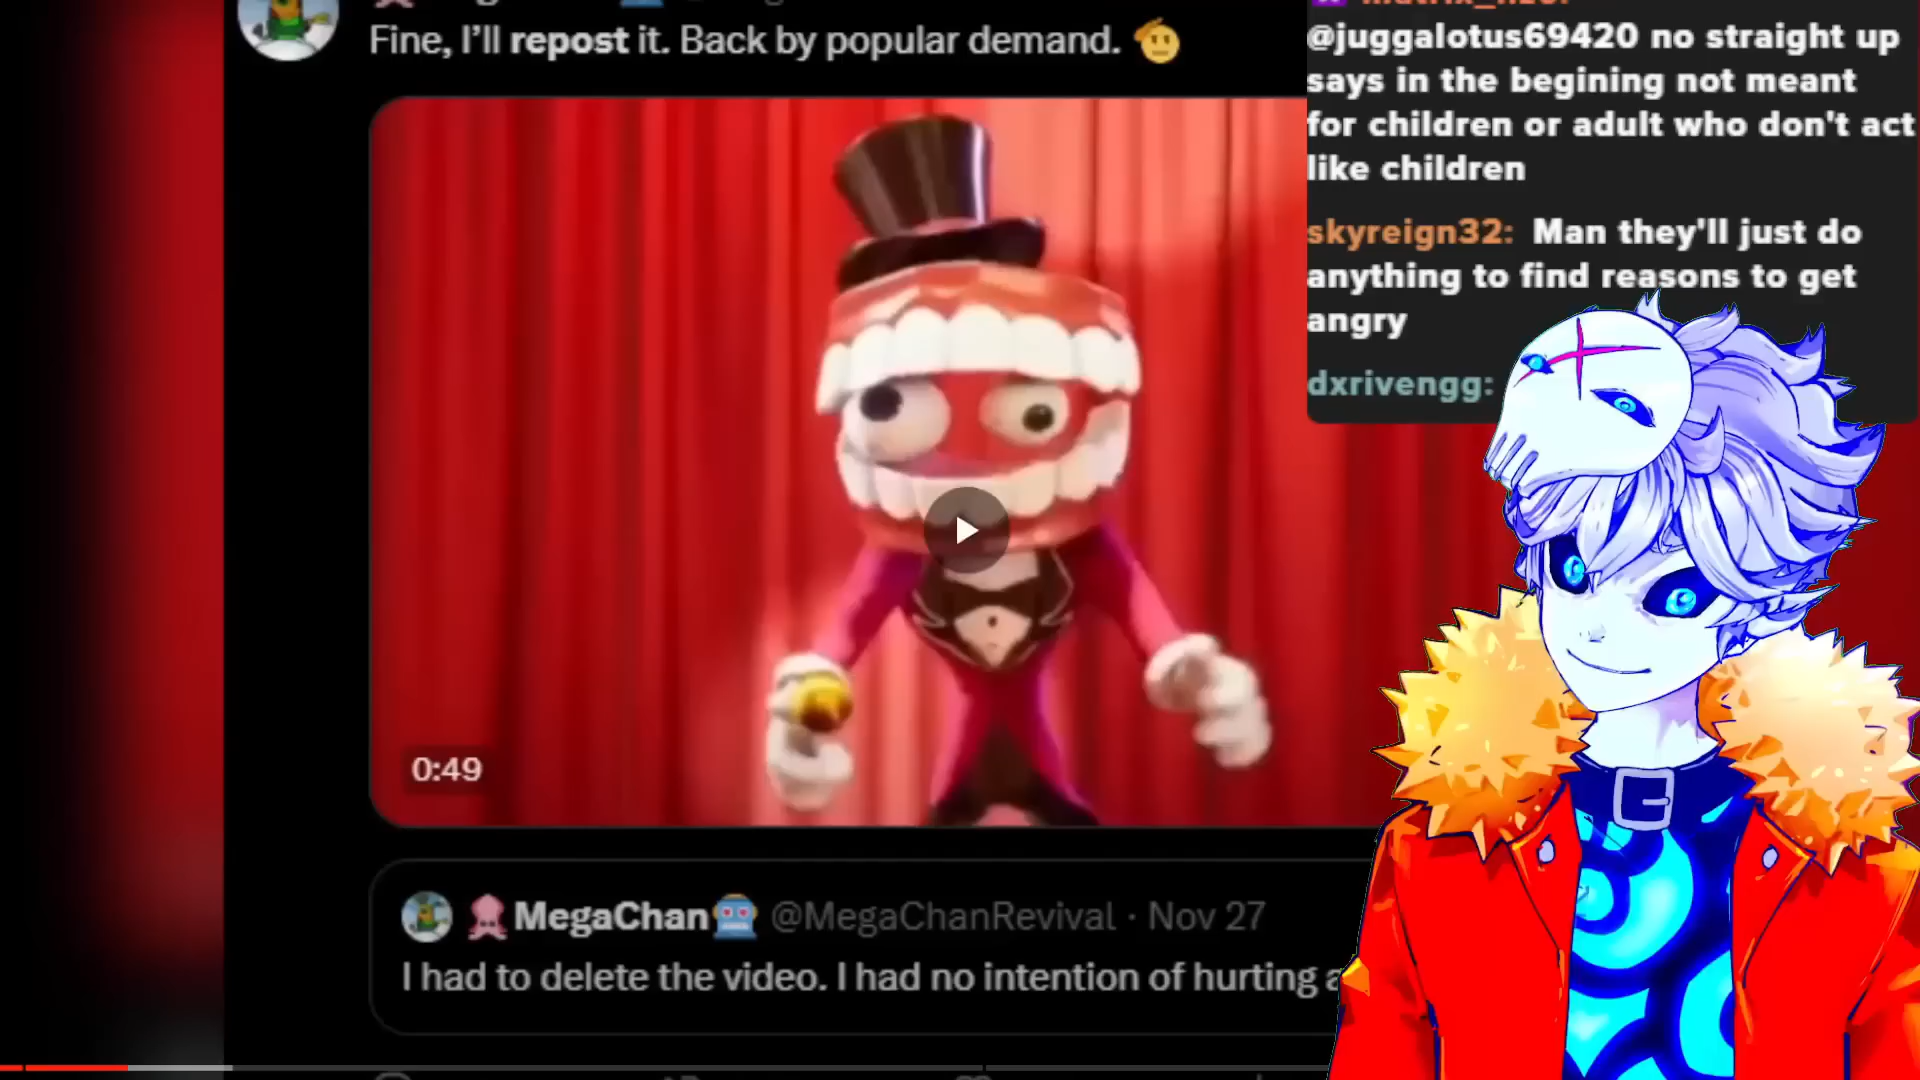 Fine, I’ll repost it. Back by popular demand.
0:49
MegaChan @MegaChanRevival · Nov 27
I had to delete the video. I had no intention of hurting
@juggalotus69420 no straight up
says in the begining not meant
for children or adult who don't act
like children
skyreign32: Man they'll just do
anything to find reasons to get
angry
dxrivengg: